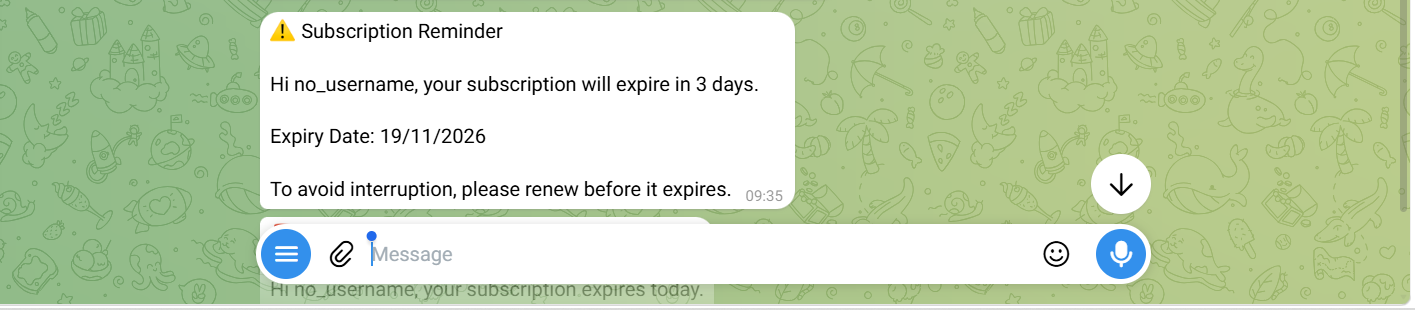 ⚠️ Subscription Reminder
Hi no_username, your subscription will expire in 3 days.
Expiry Date: 19/11/2026
To avoid interruption, please renew before it expires. 09:35
Message
Hi no_username, your subscription expires today.